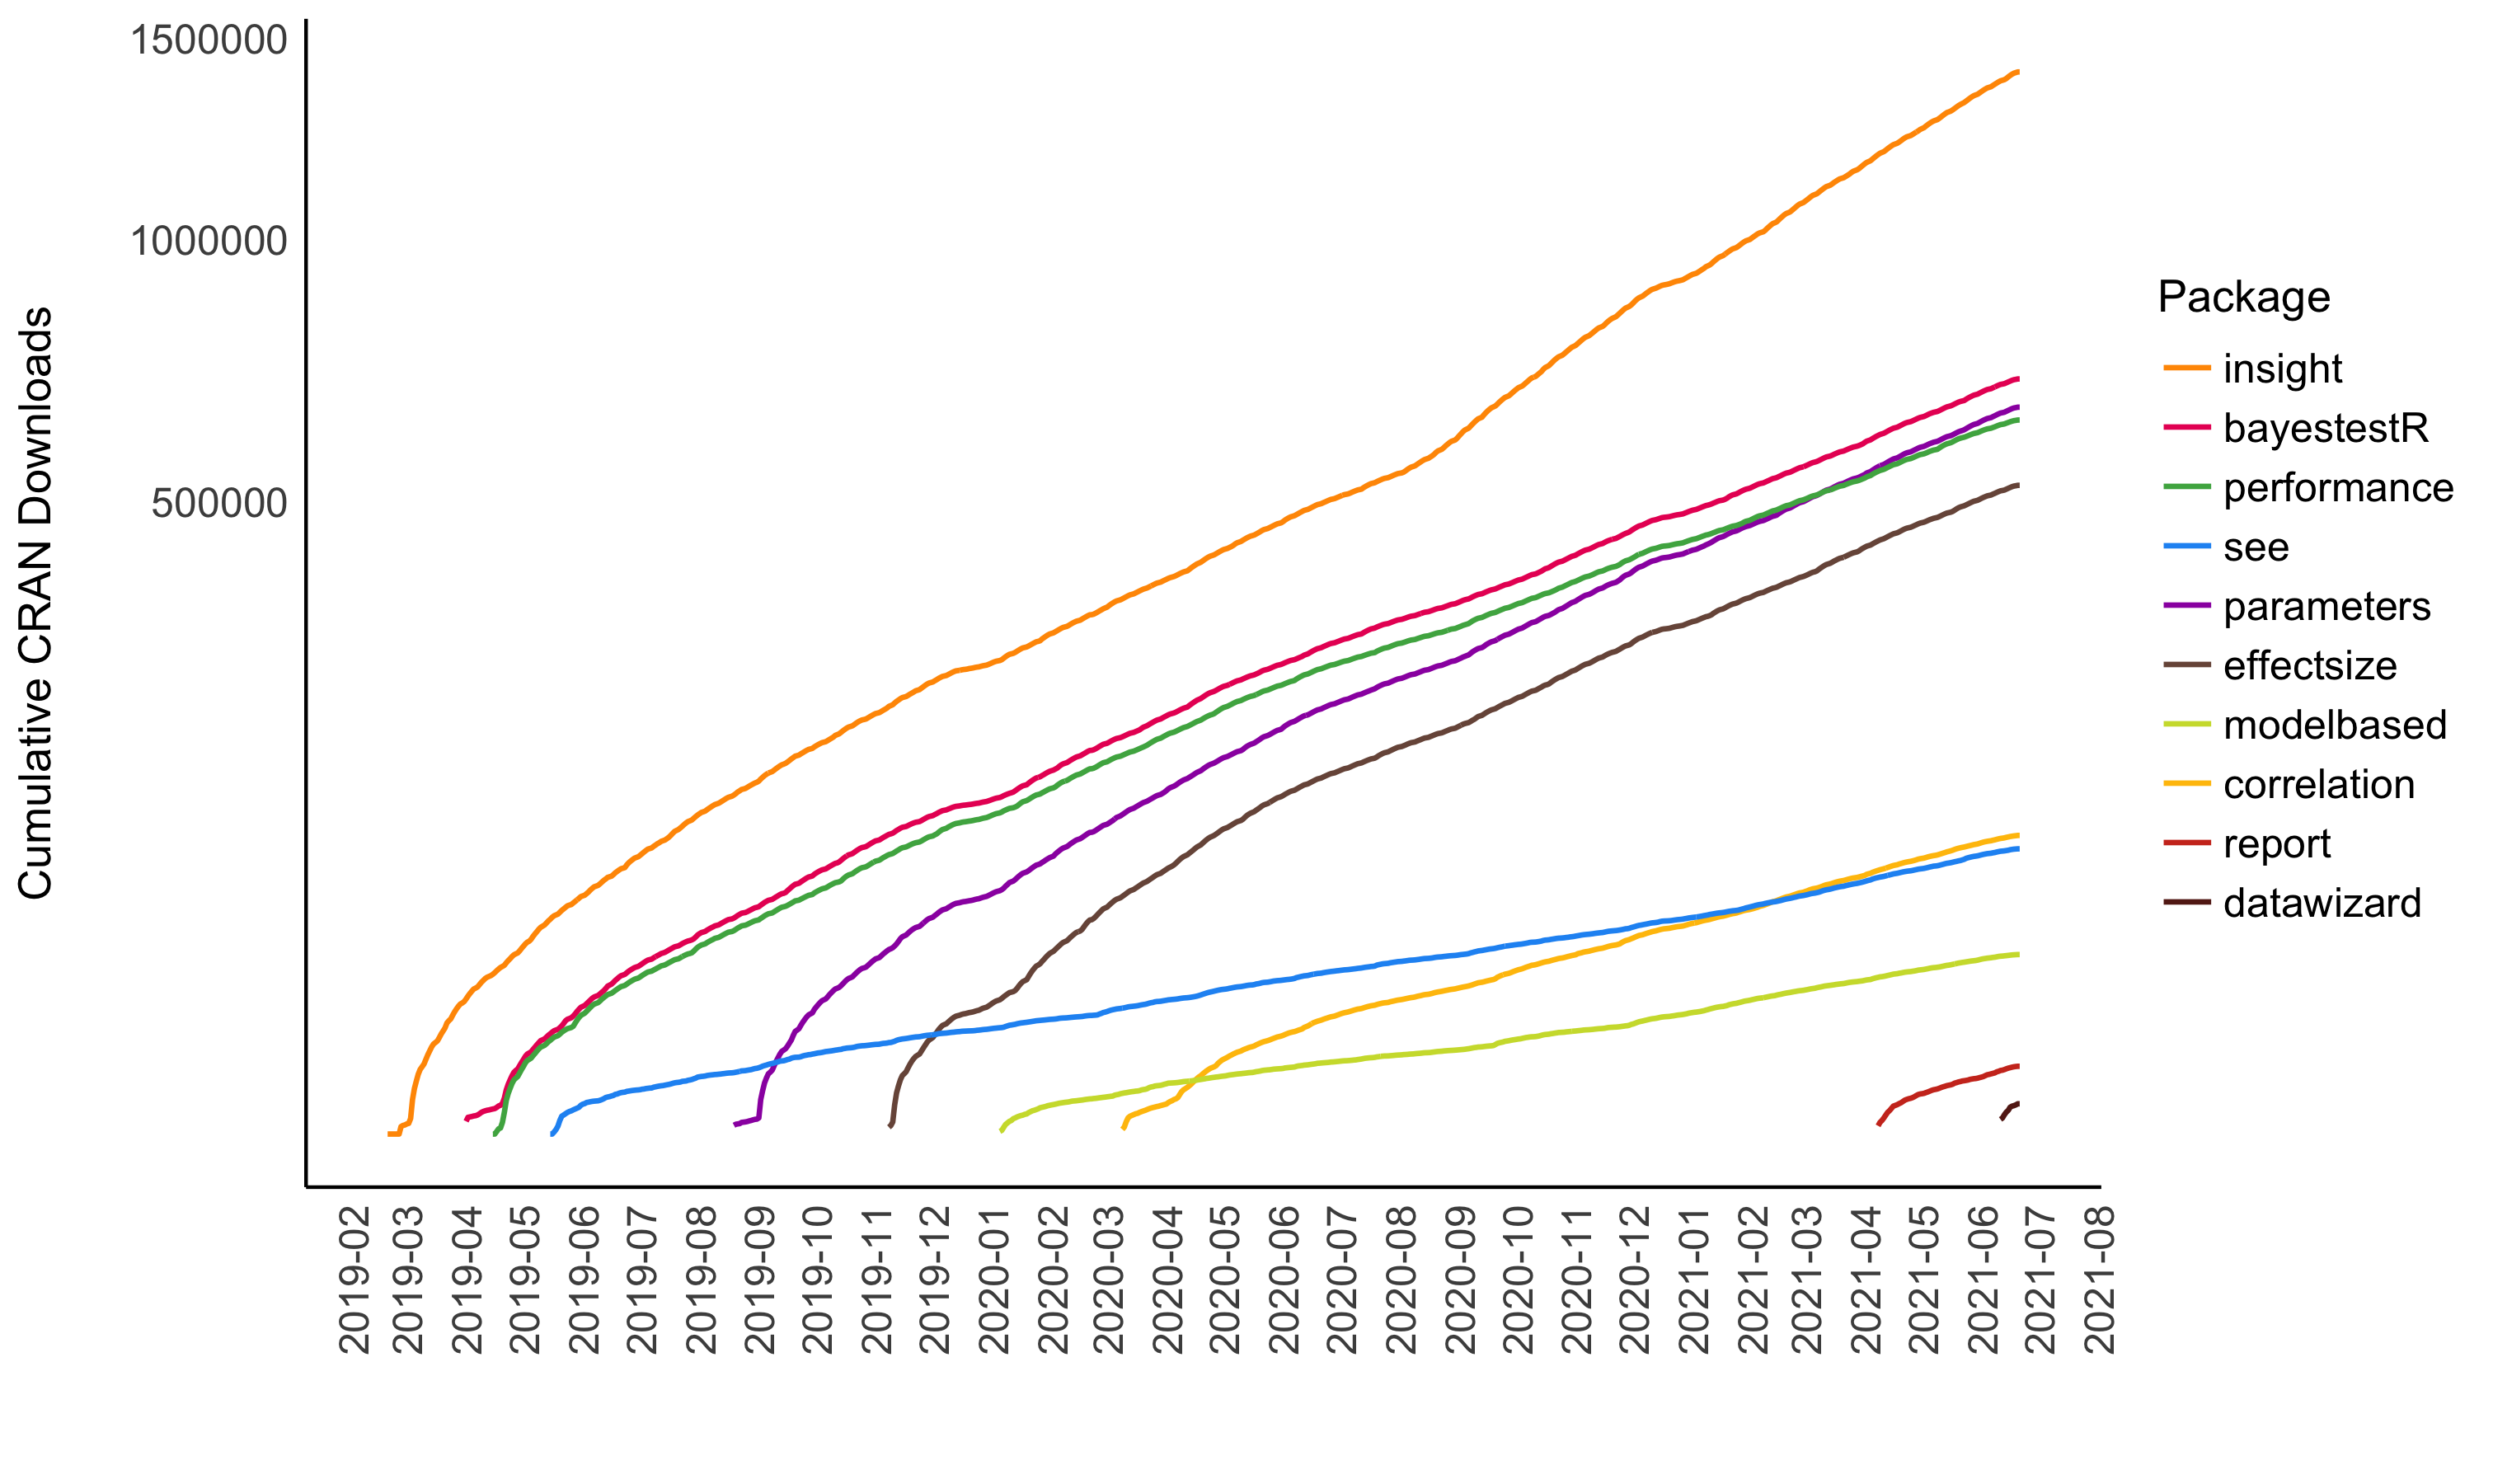 Cumulative CRAN Downloads
1500000
1000000
500000
2019-02
2019-03
2019-04
2019-05
2019-06
2019-07
2019-08
2019-09
2019-10
2019-11
2019-12
2020-01
2020-02
2020-03
2020-04
2020-05
2020-06
2020-07
2020-08
2020-09
2020-10
2020-11
2020-12
2021-01
2021-02
2021-03
2021-04
2021-05
2021-06
2021-07
2021-08
Package
insight
bayestestR
performance
see
parameters
effectsize
modelbased
correlation
report
datawizard